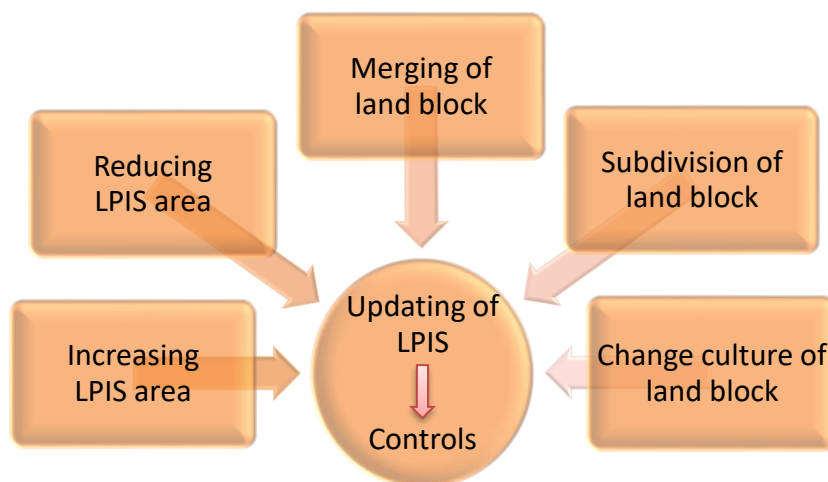 Merging of
land block
Reducing
LPIS area
Subdivision of
land block
Increasing
LPIS area
Updating of
LPIS
Controls
Change culture of
land block